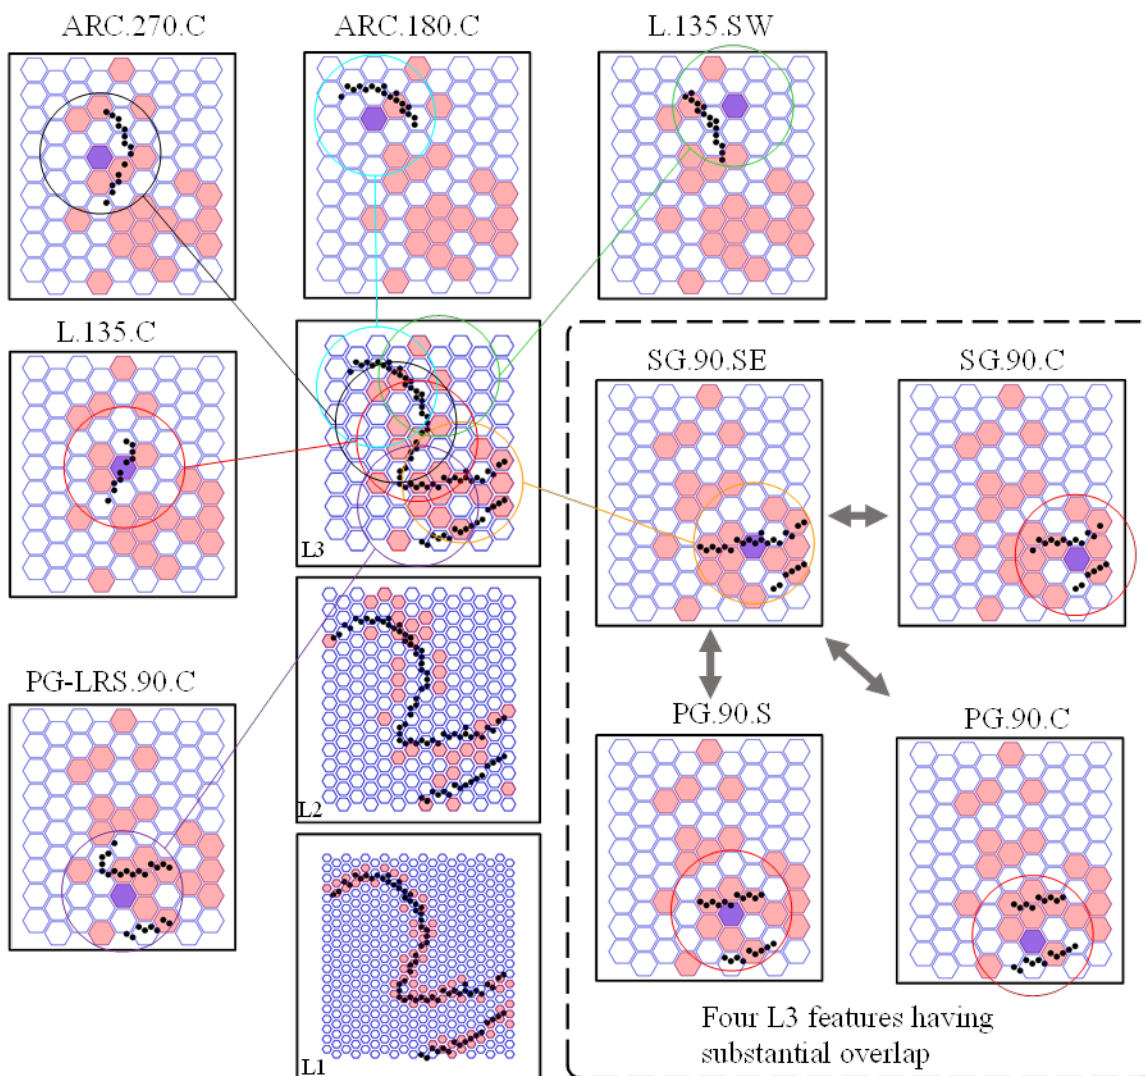 ARC.270.C
ARC.180.C
L.135.SW
L.135.C
L3
SG.90.SE
SG.90.C
PG-LRS.90.C
L2
PG.90.S
PG.90.C
L1
Four L3 features having
substantial overlap